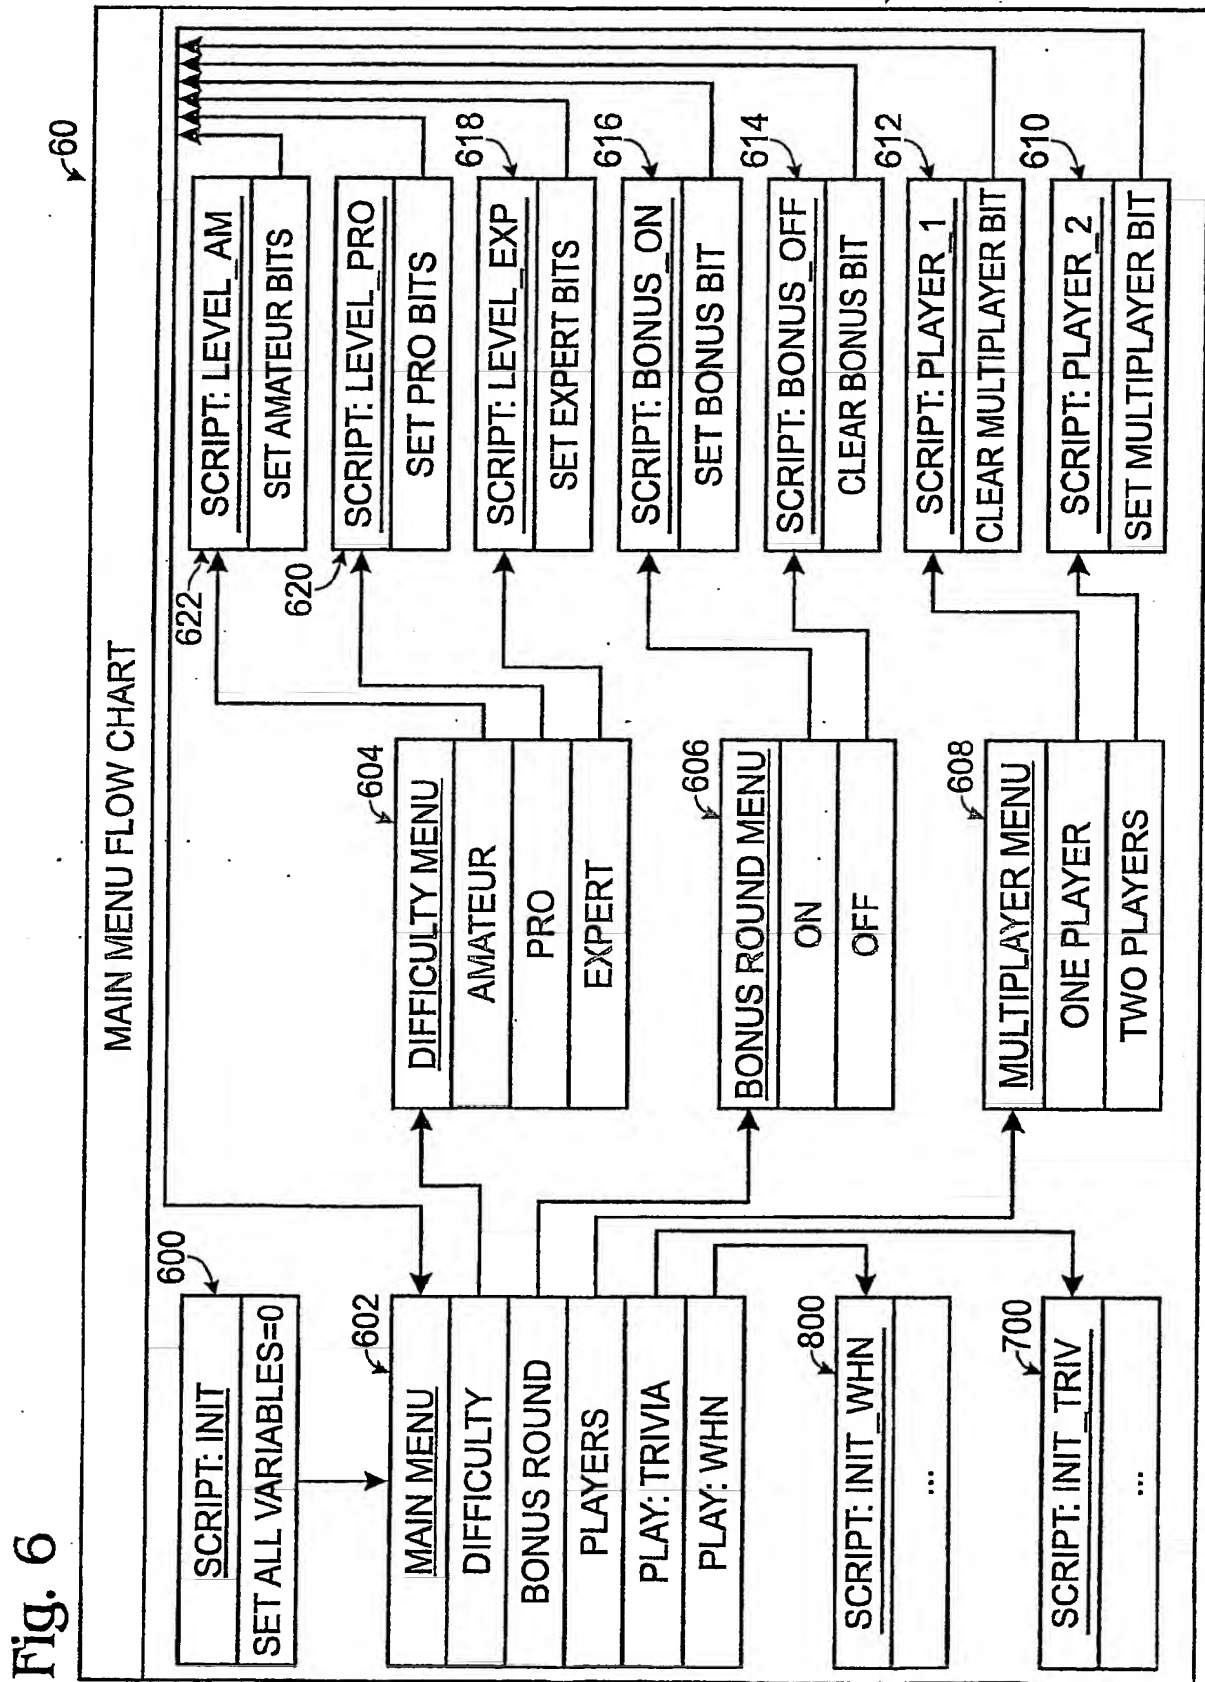 Fig. 6
60
MAIN MENU FLOW CHART
600
SCRIPT: INIT
SET ALL VARIABLES=0
602
MAIN MENU
DIFFICULTY
BONUS ROUND
PLAYERS
PLAY: TRIVIA
PLAY: WHN
800
SCRIPT: INIT_WHN
...
700
SCRIPT: INIT_TRIV
...
604
DIFFICULTY MENU
AMATEUR
PRO
EXPERT
606
BONUS ROUND MENU
ON
OFF
608
MULTIPLAYER MENU
ONE PLAYER
TWO PLAYERS
622
SCRIPT: LEVEL_AM
SET AMATEUR BITS
620
SCRIPT: LEVEL_PRO
SET PRO BITS
618
SCRIPT: LEVEL_EXP
SET EXPERT BITS
616
SCRIPT: BONUS_ON
SET BONUS BIT
614
SCRIPT: BONUS_OFF
CLEAR BONUS BIT
612
SCRIPT: PLAYER_1
CLEAR MULTIPLAYER BIT
610
SCRIPT: PLAYER_2
SET MULTIPLAYER BIT